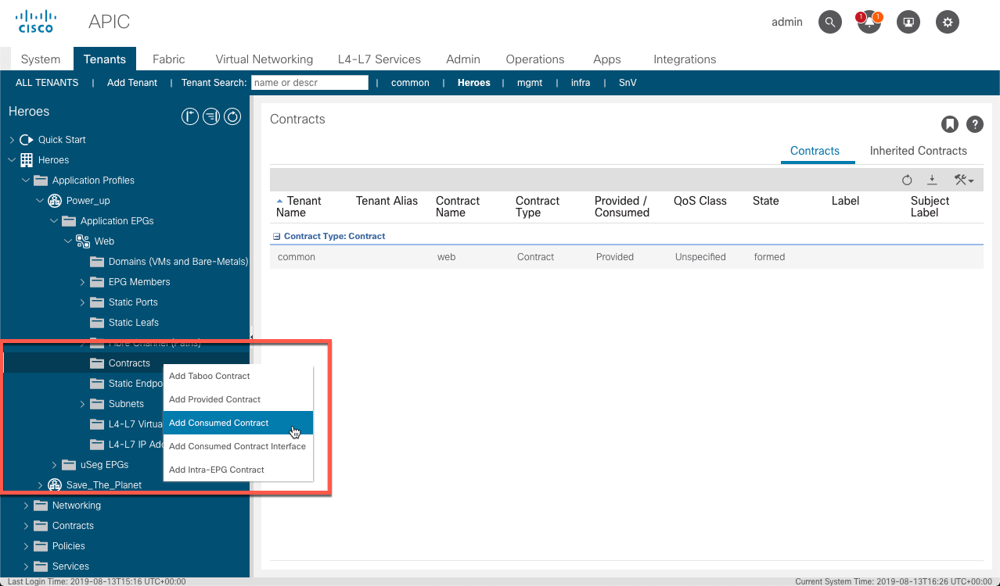 CISCO
APIC
admin
1
1
System
Tenants
Fabric
Virtual Networking
L4-L7 Services
Admin
Operations
Apps
Integrations
ALL TENANTS | Add Tenant | Tenant Search: name or descr | common | Heroes | mgmt | infra | SnV
Heroes
Quick Start
Heroes
Application Profiles
Power_up
Application EPGs
Web
Domains (VMs and Bare-Metals)
EPG Members
Static Ports
Static Leafs
Fibre Channel (Paths)
Contracts
Static Endpo
Subnets
L4-L7 Virtua
L4-L7 IP Add
uSeg EPGs
Save_The_Planet
Networking
Contracts
Policies
Services
Add Taboo Contract
Add Provided Contract
Add Consumed Contract
Add Consumed Contract Interface
Add Intra-EPG Contract
Contracts
?
Contracts
Inherited Contracts
Tenant Name
Tenant Alias
Contract Name
Contract Type
Provided / Consumed
QoS Class
State
Label
Subject Label
Contract Type: Contract
common web Contract Provided Unspecified formed
Last Login Time: 2019-08-13T15:16 UTC+00:00
Current System Time: 2019-08-13T16:26 UTC+00:00